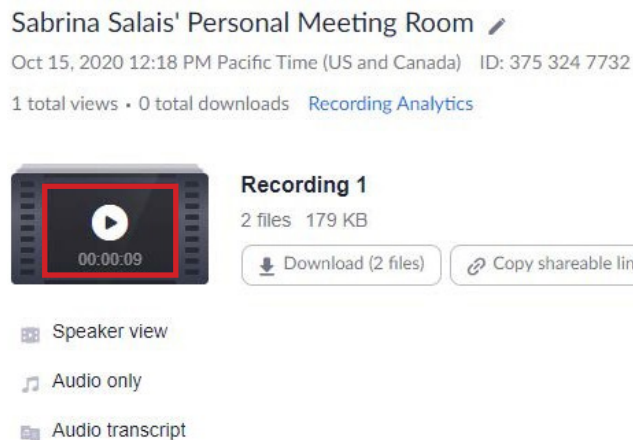 Sabrina Salais' Personal Meeting Room
Oct 15, 2020 12:18 PM Pacific Time (US and Canada) ID: 375 324 7732
1 total views • 0 total downloads Recording Analytics
Recording 1
2 files 179 KB
00:00:09
Download (2 files) Copy shareable lin
Speaker view
Audio only
Audio transcript